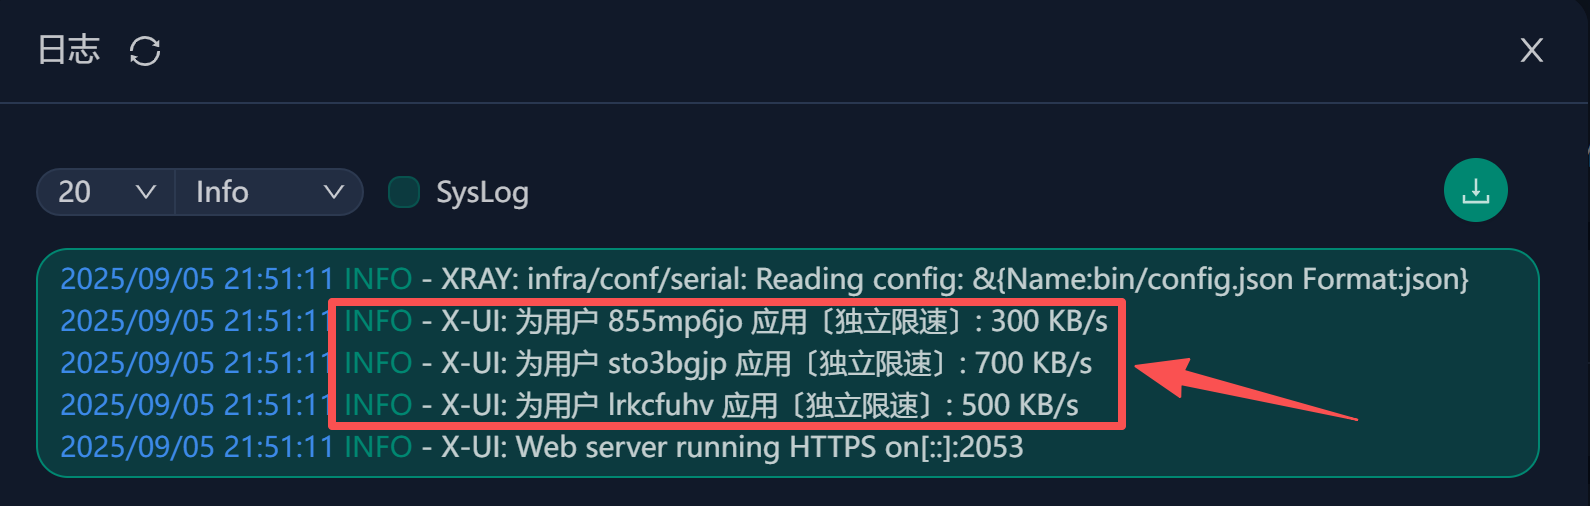 日志
20 Info SysLog
2025/09/05 21:51:11 INFO - XRAY: infra/conf/serial: Reading config: &{Name:bin/config.json Format:json}
2025/09/05 21:51:11 INFO - X-UI: 为用户 855mp6jo 应用〔独立限速〕: 300 KB/s
2025/09/05 21:51:11 INFO - X-UI: 为用户 sto3bgjp 应用〔独立限速〕: 700 KB/s
2025/09/05 21:51:11 INFO - X-UI: 为用户 lrkcfuhv 应用〔独立限速〕: 500 KB/s
2025/09/05 21:51:11 INFO - X-UI: Web server running HTTPS on[::]:2053